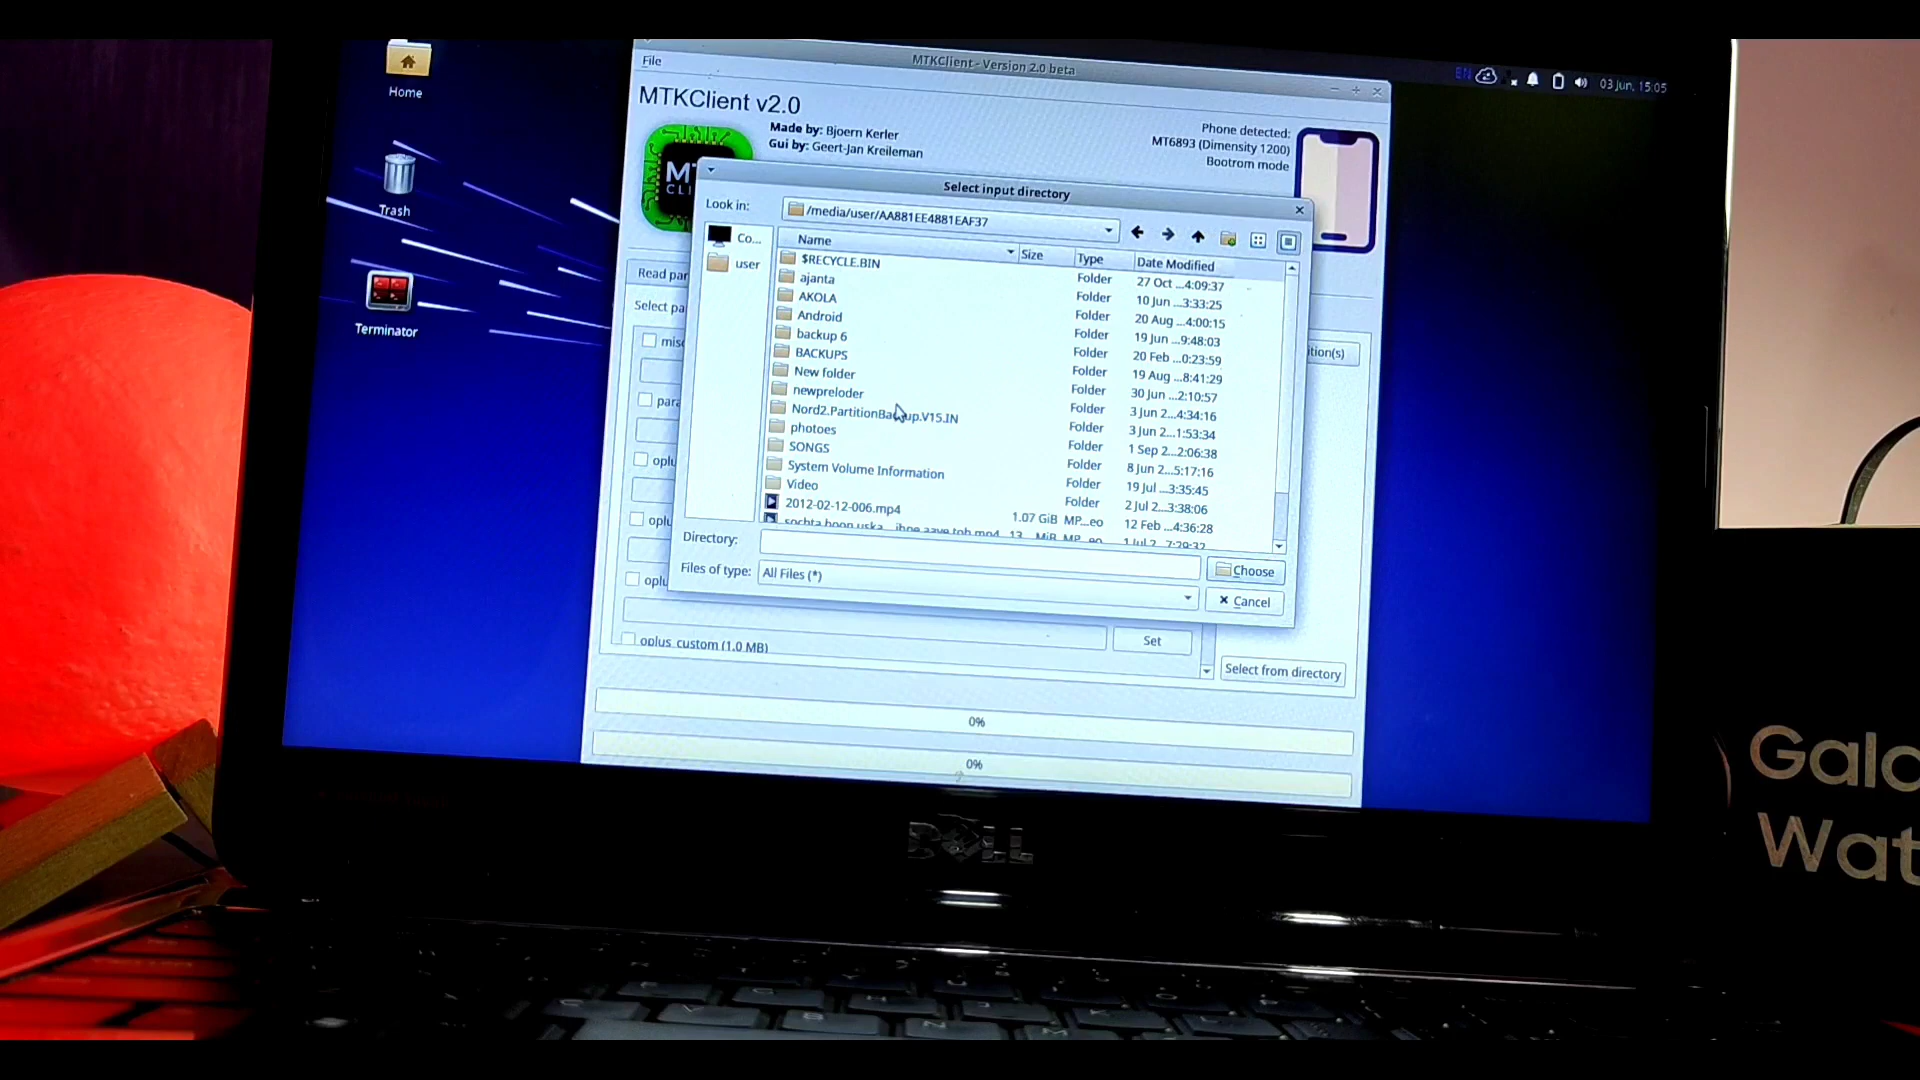 Home
Trash
Terminator
MTKClient - Version 2.0 beta
EN
03 Jun, 15:05
File
MTKClient v2.0
Made by: Bjoern Kerler
Gui by: Geert-Jan Kreileman
Phone detected:
MT6893 (Dimensity 1200)
Bootrom mode
Select input directory
Look in:
/media/user/AA881EE4881EAF37
Co...
user
Name Size Type Date Modified
$RECYCLE.BIN Folder 27 Oct ...4:09:37
ajanta Folder 10 Jun ...3:33:25
AKOLA Folder 20 Aug ...4:00:15
Android Folder 19 Jun ...9:48:03
backup 6 Folder 20 Feb ...0:23:59
BACKUPS Folder 19 Aug ...8:41:29
New folder Folder 30 Jun ...2:10:57
newpreloder Folder 3 Jun 2...4:34:16
Nord2.PartitionBackup.V15.IN Folder 3 Jun 2...1:53:34
photoes Folder 1 Sep 2...2:06:38
SONGS Folder 8 Jun 2...5:17:16
System Volume Information Folder 19 Jul ...3:35:45
Video Folder 2 Jul 2...3:38:06
2012-02-12-006.mp4 1.07 GiB MP...eo 12 Feb ...4:36:28
Directory:
Choose
Files of type:
All Files (*)
Cancel
Read par
Select pa
misc
para
oplu
oplu
oplu
ition(s)
oplus_custom (1.0 MB)
Set
Select from directory
0%
0%
DELL
Gala
Wat